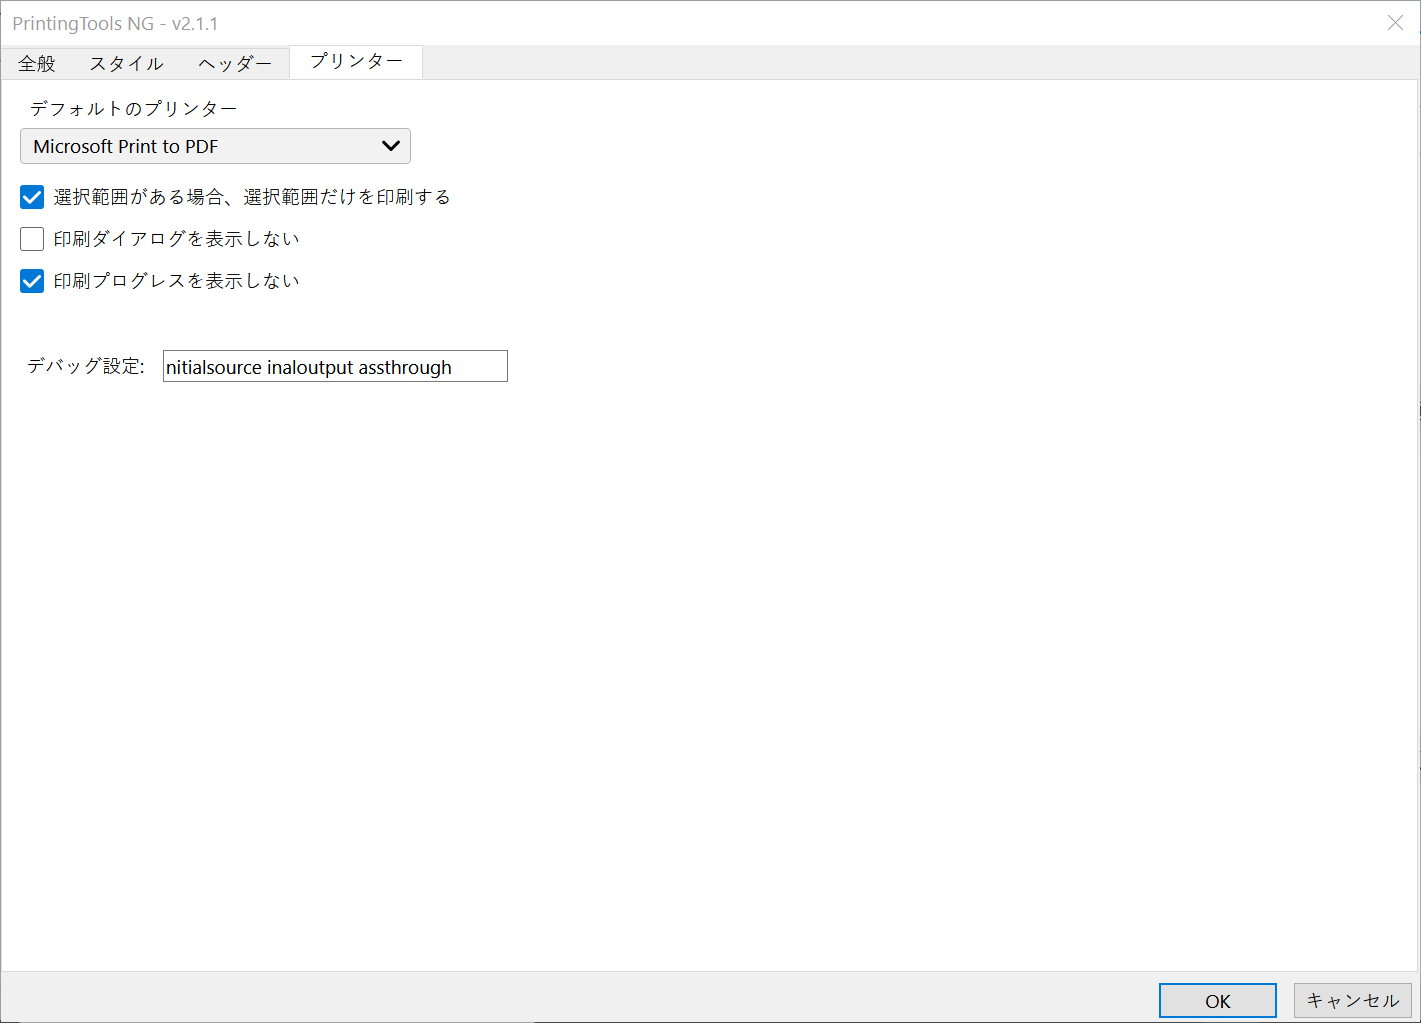 PrintingTools NG - v2.1.1
全般 スタイル ヘッダー プリンター
デフォルトのプリンター
Microsoft Print to PDF
選択範囲がある場合、選択範囲だけを印刷する
印刷ダイアログを表示しない
印刷プログレスを表示しない
デバッグ設定: nitialsource inaloutput assthrough
OK キャンセル